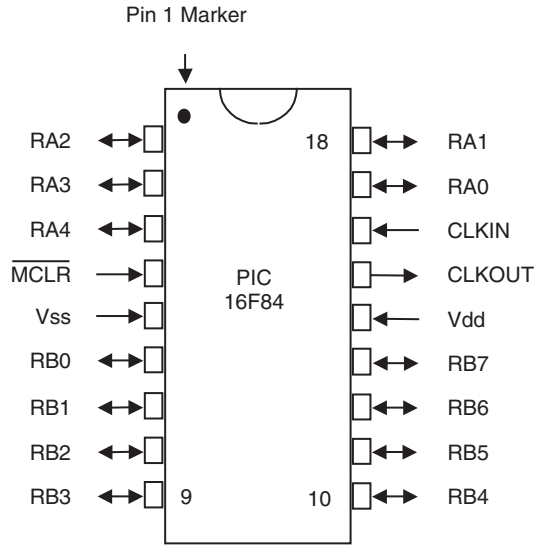 Pin 1 Marker
RA2 18 RA1
RA3 RA0
RA4 CLKIN
MCLR CLKOUT
PIC
16F84
Vss Vdd
RB0 RB7
RB1 RB6
RB2 RB5
RB3 9 10 RB4